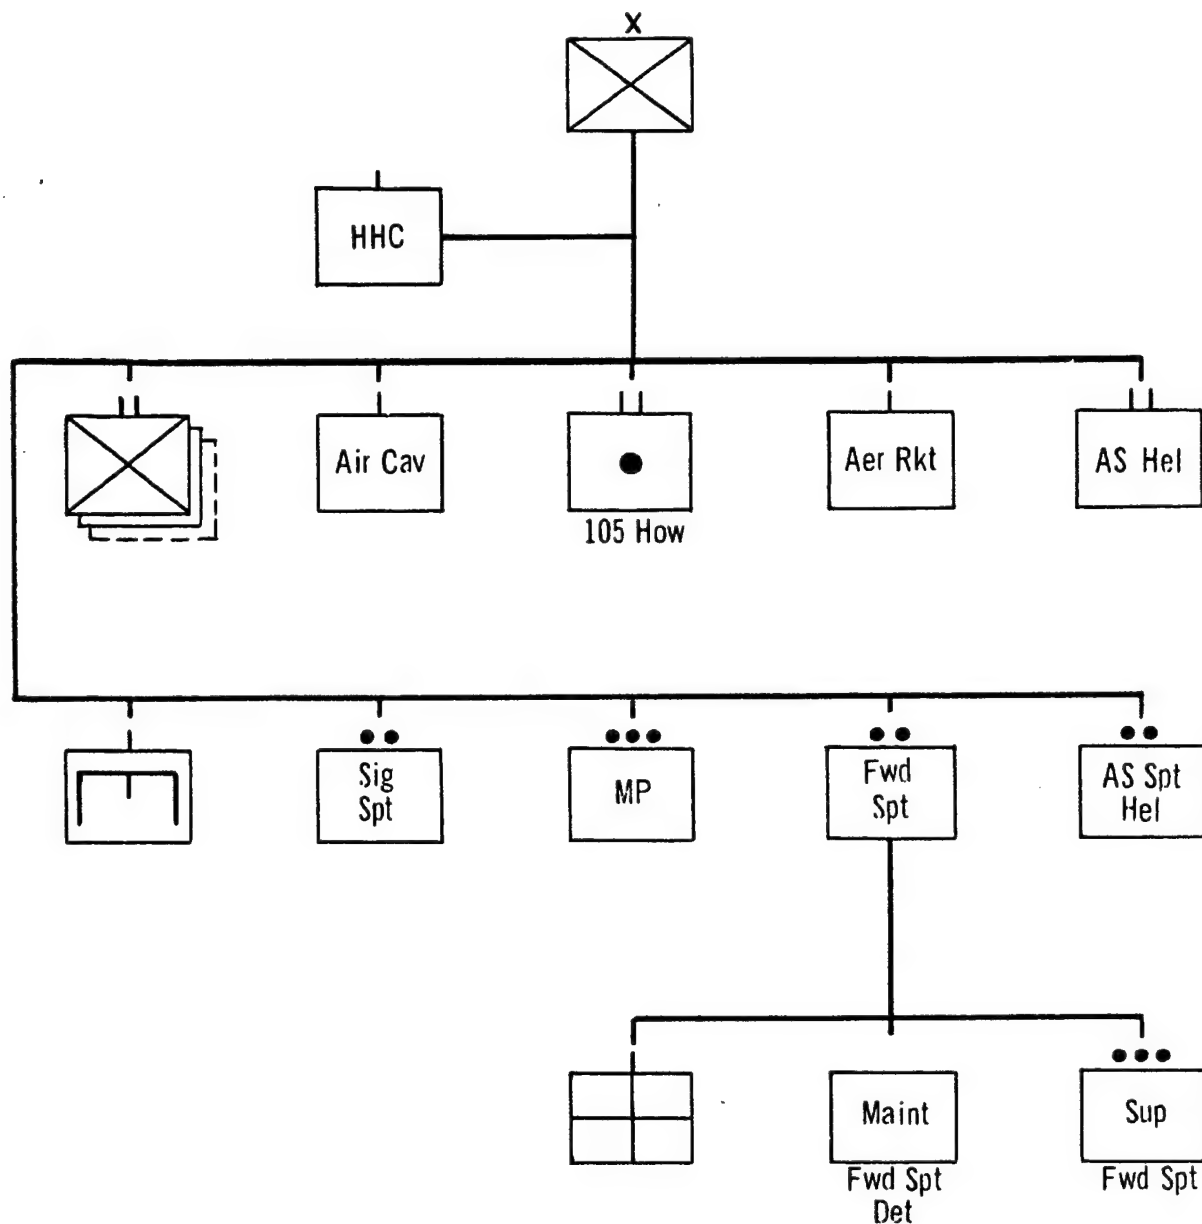 X
HHC
Air Cav
105 How
Aer Rkt
AS Hel
Sig
Spt
MP
Fwd
Spt
AS Spt
Hel
Maint
Fwd Spt
Det
Sup
Fwd Spt